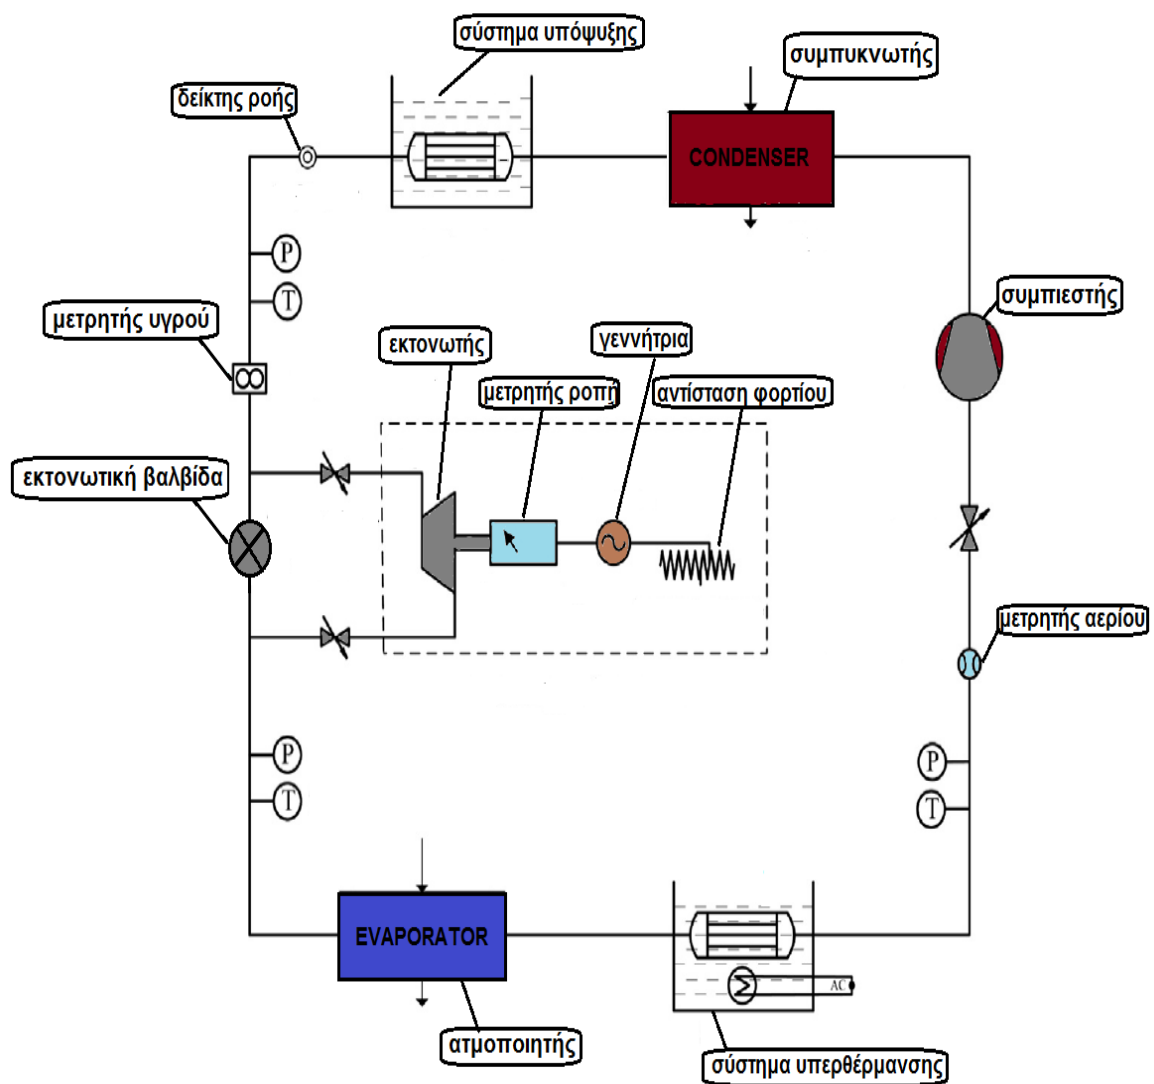 σύστημα υπόψυξης
συμπυκνωτής
δείκτης ροής
CONDENSER
P
T
συμπιεστής
μετρητής υγρού
εκτονωτής
γεννήτρια
μετρητής ροπή
αντίσταση φορτίου
εκτονωτική βαλβίδα
μετρητής αερίου
P
T
P
T
EVAPORATOR
AC
ατμοποιητής
σύστημα υπερθέρμανσης